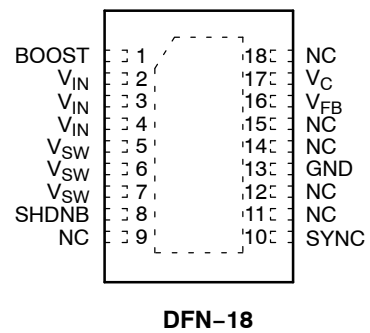 BOOST 1 18 NC
VIN 2 17 VC
VIN 3 16 VFB
VIN 4 15 NC
VSW 5 14 NC
VSW 6 13 GND
VSW 7 12 NC
SHDNB 8 11 NC
NC 9 10 SYNC
DFN−18